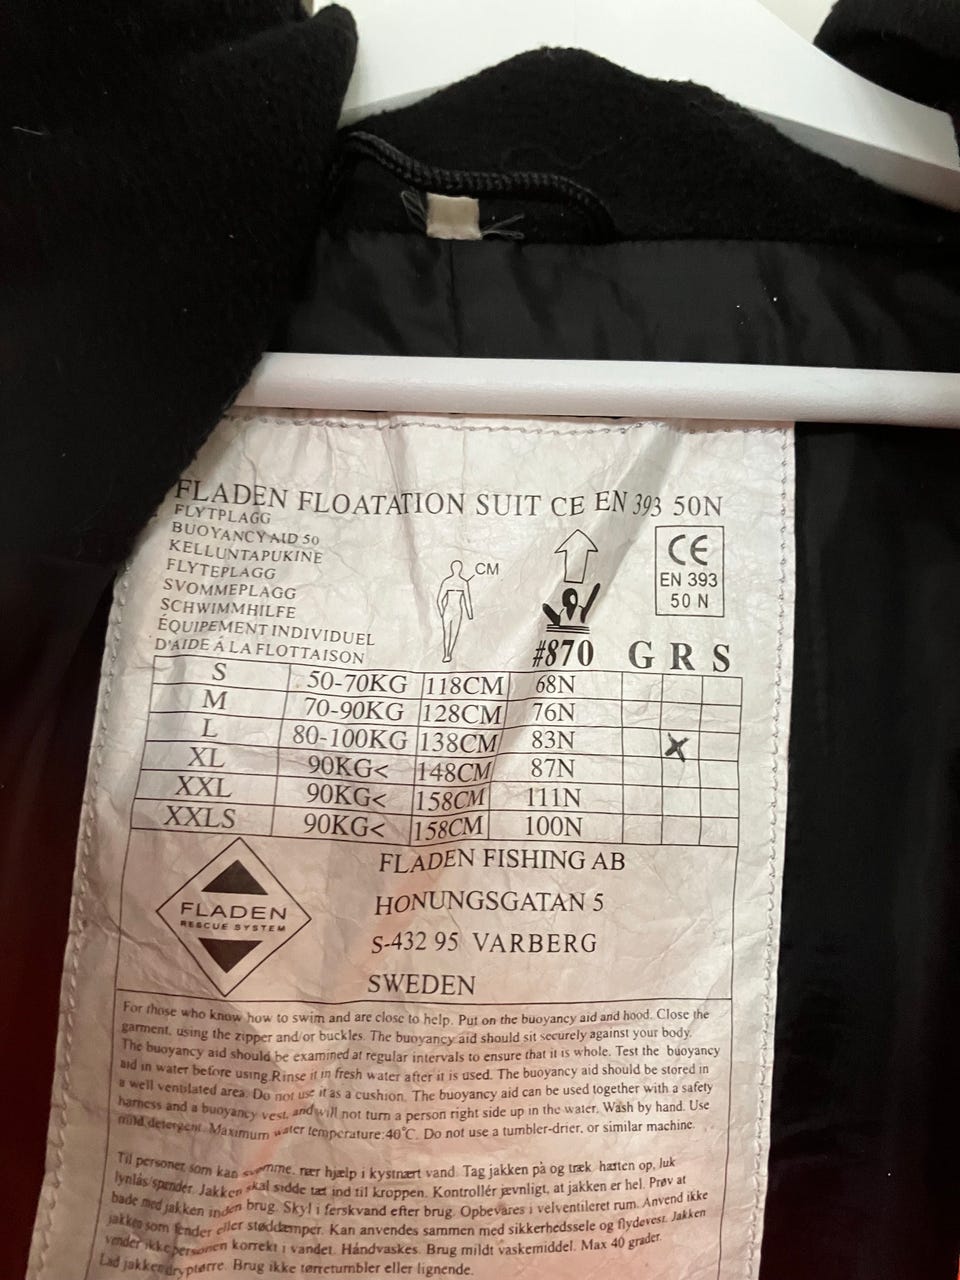 FLADEN FLOATATION SUIT CE EN 393 50N
FLYTPLAGG
BUOYANCY AID 50
KELLUNTAPUKINE
FLYTEPLAGG
SVOMMEPLAGG
SCHWIMMHILFE
ÉQUIPEMENT INDIVIDUEL
D'AIDE Á LA FLOTTAISON
CM
CE
EN 393
50 N
#870 G R S
S 50-70KG 118CM 68N
M 70-90KG 128CM 76N
L 80-100KG 138CM 83N X
XL 90KG< 148CM 87N
XXL 90KG< 158CM 111N
XXLS 90KG< 158CM 100N
FLADEN
RESCUE SYSTEM
FLADEN FISHING AB
HONUNGSGATAN 5
S-432 95 VARBERG
SWEDEN
For those who know how to swim and are close to help. Put on the buoyancy aid and hood. Close the
garment, using the zipper and/or buckles. The buoyancy aid should sit securely against your body.
The buoyancy aid should be examined at regular intervals to ensure that it is whole. Test the buoyancy
aid in water before using.Rinse it in fresh water after it is used. The buoyancy aid should be stored in
a well ventilated area. Do not use it as a cushion. The buoyancy aid can be used together with a safety
harness and a buoyancy vest, and will not turn a person right side up in the water. Wash by hand. Use
mild detergent. Maximum water temperature:40°C. Do not use a tumbler-drier, or similar machine.
Til personer som kan svømme, nær hjælp i kystnært vand. Tag jakken på og træk hætten op, luk
lynlås/spænder. Jakken skal sidde tæt ind til kroppen. Kontrollér jævnligt, at jakken er hel. Prøv at
bade med jakken inden brug. Skyl i ferskvand efter brug. Opbevares i velventileret rum. Anvend ikke
jakken som fender eller støddæmper. Kan anvendes sammen med sikkerhedssele og flydevest. Jakken
vender ikke personen korrekt i vandet. Håndvaskes. Brug mildt vaskemiddel. Max 40 grader.
Lad jakken dryptørre. Brug ikke tørretumbler eller lignende.